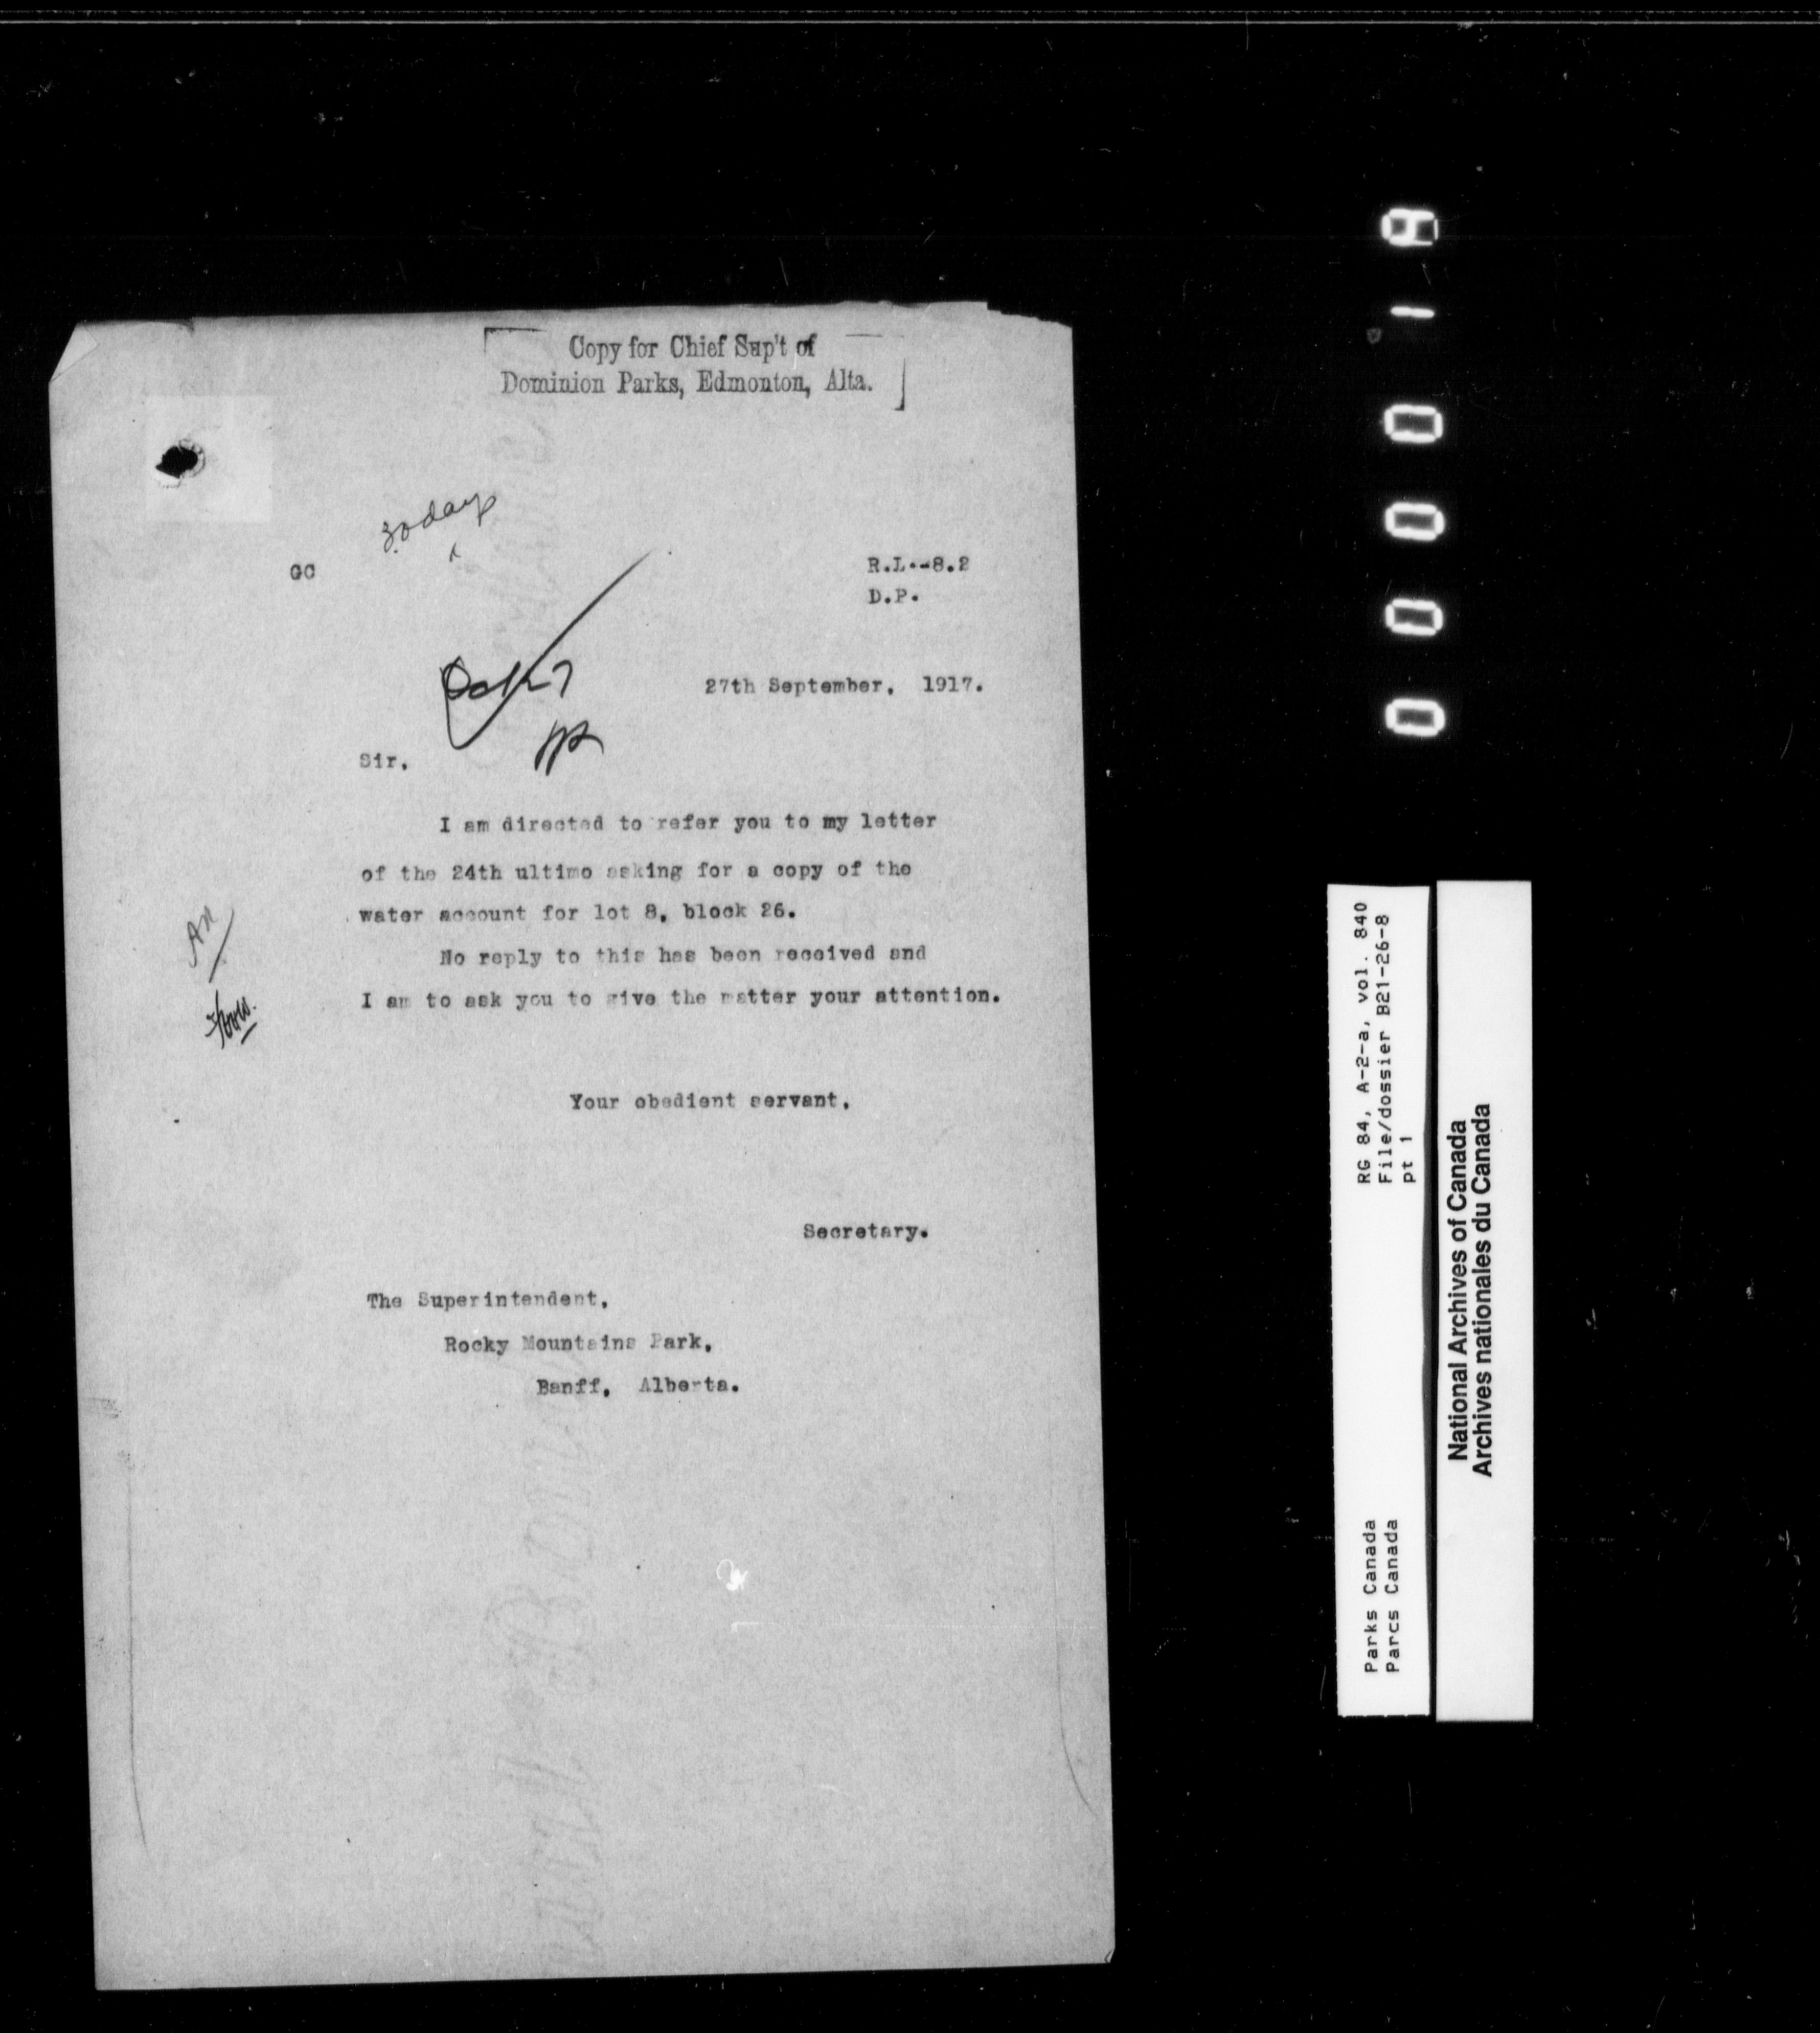 Copy for Chief Sup't of
Dominion Parks, Edmonton, Alta.
30 days
GC
R.L.-8.2
D.P.
27th September, 1917.
Sir,
I am directed to refer you to my letter
of the 24th ultimo asking for a copy of the
water account for lot 8, block 26.
No reply to this has been received and
I am to ask you to give the matter your attention.
Your obedient servant,
Secretary.
The Superintendent,
Rocky Mountains Park,
Banff, Alberta.
RG 84, A-2-a, vol. 840
File/dossier B21-26-8
pt 1
Parks Canada
Parcs Canada
National Archives of Canada
Archives nationales du Canada